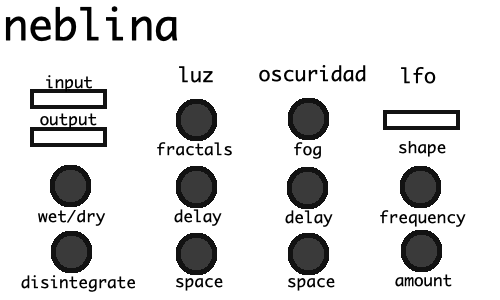 neblina
input
output
wet/dry
disintegrate
luz
fractals
delay
space
oscuridad
fog
delay
space
lfo
shape
frequency
amount